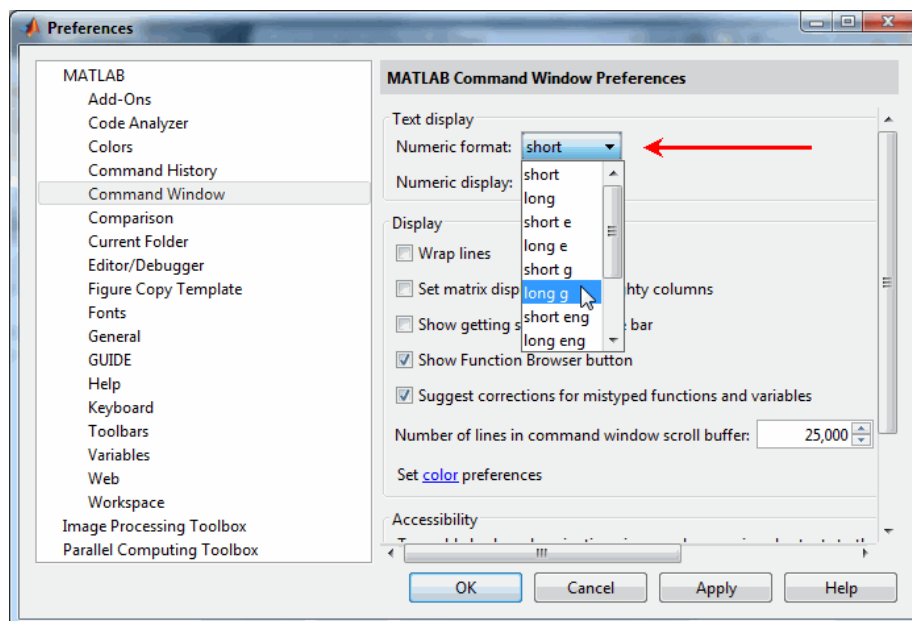 Preferences
MATLAB
Add-Ons
Code Analyzer
Colors
Command History
Command Window
Comparison
Current Folder
Editor/Debugger
Figure Copy Template
Fonts
General
GUIDE
Help
Keyboard
Toolbars
Variables
Web
Workspace
Image Processing Toolbox
Parallel Computing Toolbox
MATLAB Command Window Preferences
Text display
Numeric format: short
Numeric display:
short
long
short e
long e
short g
long g
short eng
long eng
Display
Wrap lines
Set matrix disp hty columns
Show getting s bar
Show Function Browser button
Suggest corrections for mistyped functions and variables
Number of lines in command window scroll buffer: 25,000
Set color preferences
Accessibility
OK Cancel Apply Help